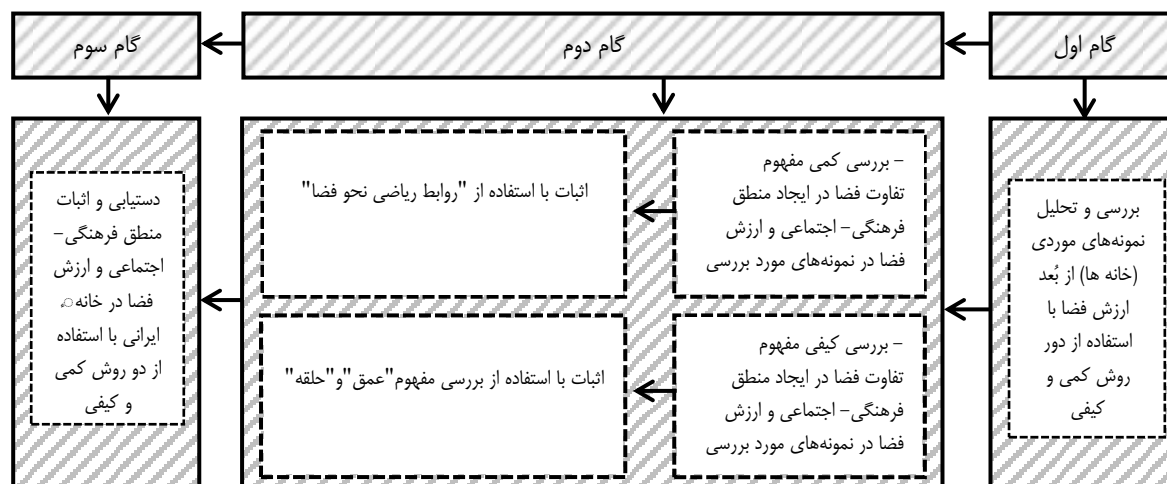 گام اول
گام دوم
گام سوم
بررسی و تحلیل
نمونه‌های موردی
(خانه ها) از بُعد
ارزش فضا با
استفاده از دور
روش کمی و
کیفی
– بررسی کمی مفهوم
تفاوت فضا در ایجاد منطق
فرهنگی- اجتماعی و ارزش
فضا در نمونه‌های مورد بررسی
اثبات با استفاده از "روابط ریاضی نحو فضا"
– بررسی کیفی مفهوم
تفاوت فضا در ایجاد منطق
فرهنگی- اجتماعی و ارزش
فضا در نمونه‌های مورد بررسی
اثبات با استفاده از بررسی مفهوم"عمق"و"حلقه"
دستیابی و اثبات
منطق فرهنگی-
اجتماعی و ارزش
فضا در خانه
ایرانی با استفاده
از دو روش کمی
و کیفی